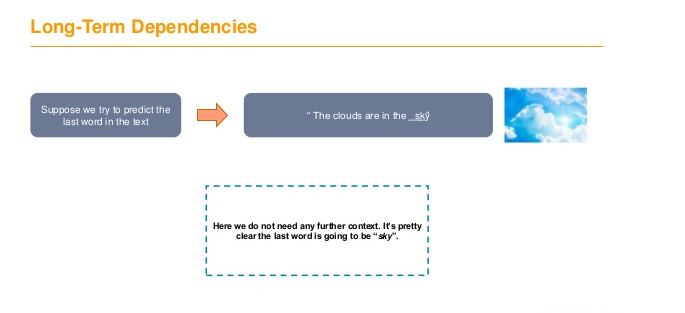 Long-Term Dependencies
Suppose we try to predict the
last word in the text
“ The clouds are in the _sky”
Here we do not need any further context. It's pretty
clear the last word is going to be “sky”.